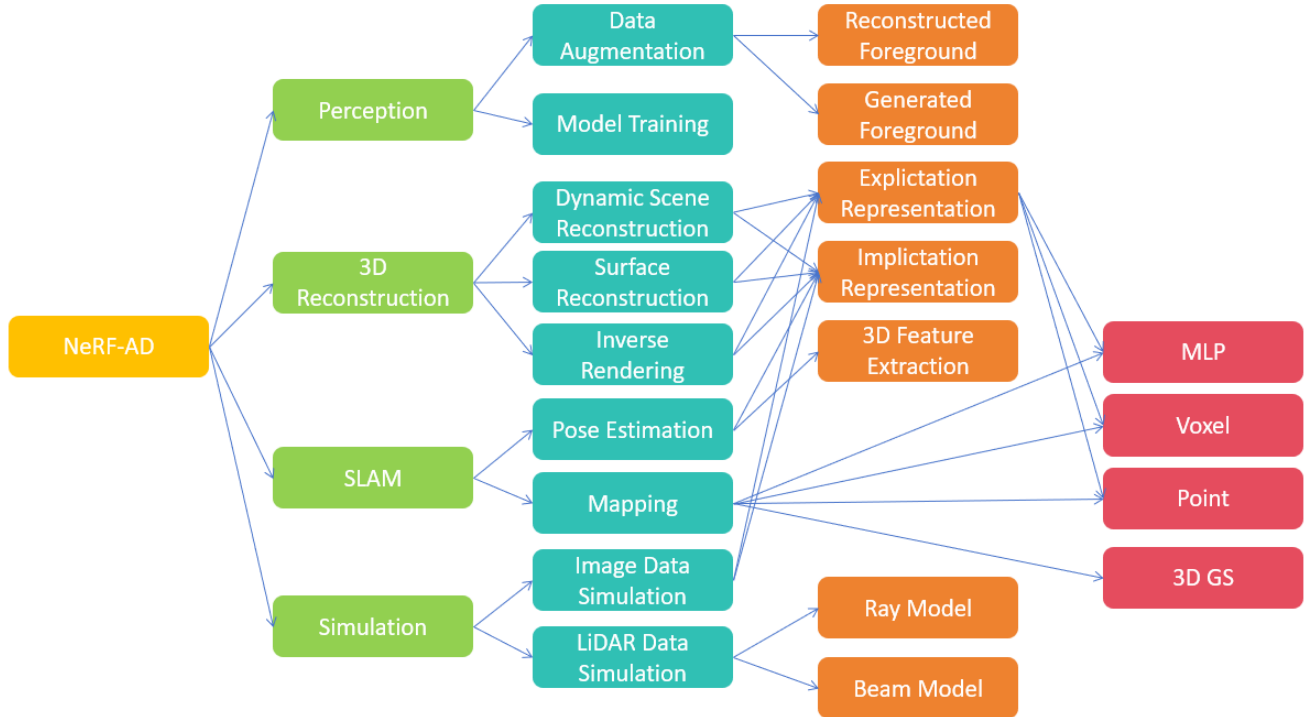 NeRF-AD
Perception
3D
Reconstruction
SLAM
Simulation
Data
Augmentation
Model Training
Dynamic Scene
Reconstruction
Surface
Reconstruction
Inverse
Rendering
Pose Estimation
Mapping
Image Data
Simulation
LiDAR Data
Simulation
Reconstructed
Foreground
Generated
Foreground
Explictation
Representation
Implictation
Representation
3D Feature
Extraction
Ray Model
Beam Model
MLP
Voxel
Point
3D GS